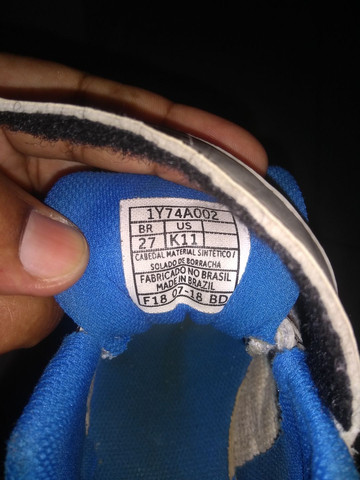 1Y74A002
BR US
27 K11
CABEDAL MATERIAL SINTÉTICO /
SOLADO DE BORRACHA
FABRICADO NO BRASIL
MADE IN BRAZIL
F18 07-18 BD